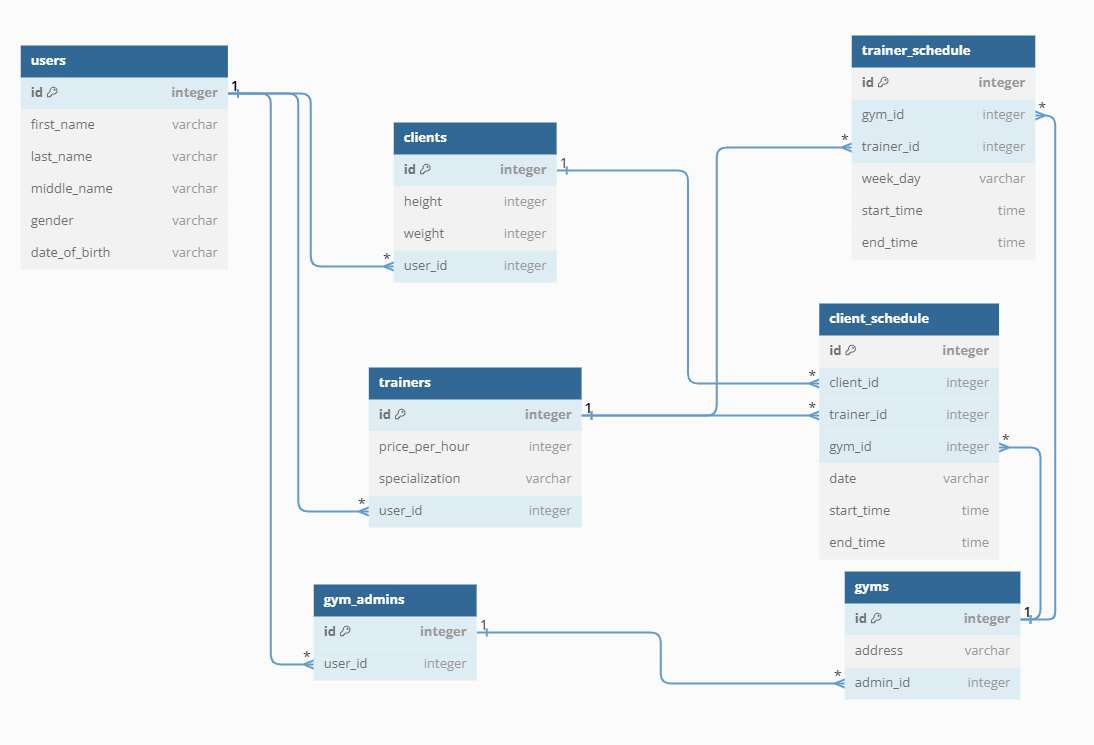 users
id integer
first_name varchar
last_name varchar
middle_name varchar
gender varchar
date_of_birth varchar
1
clients
id integer
height integer
weight integer
user_id integer
1
*
trainers
id integer
price_per_hour integer
specialization varchar
user_id integer
1
*
gym_admins
id integer
user_id integer
1
*
trainer_schedule
id integer
gym_id integer
trainer_id integer
week_day varchar
start_time time
end_time time
*
*
client_schedule
id integer
client_id integer
trainer_id integer
gym_id integer
date varchar
start_time time
end_time time
*
*
*
gyms
id integer
address varchar
admin_id integer
1
*